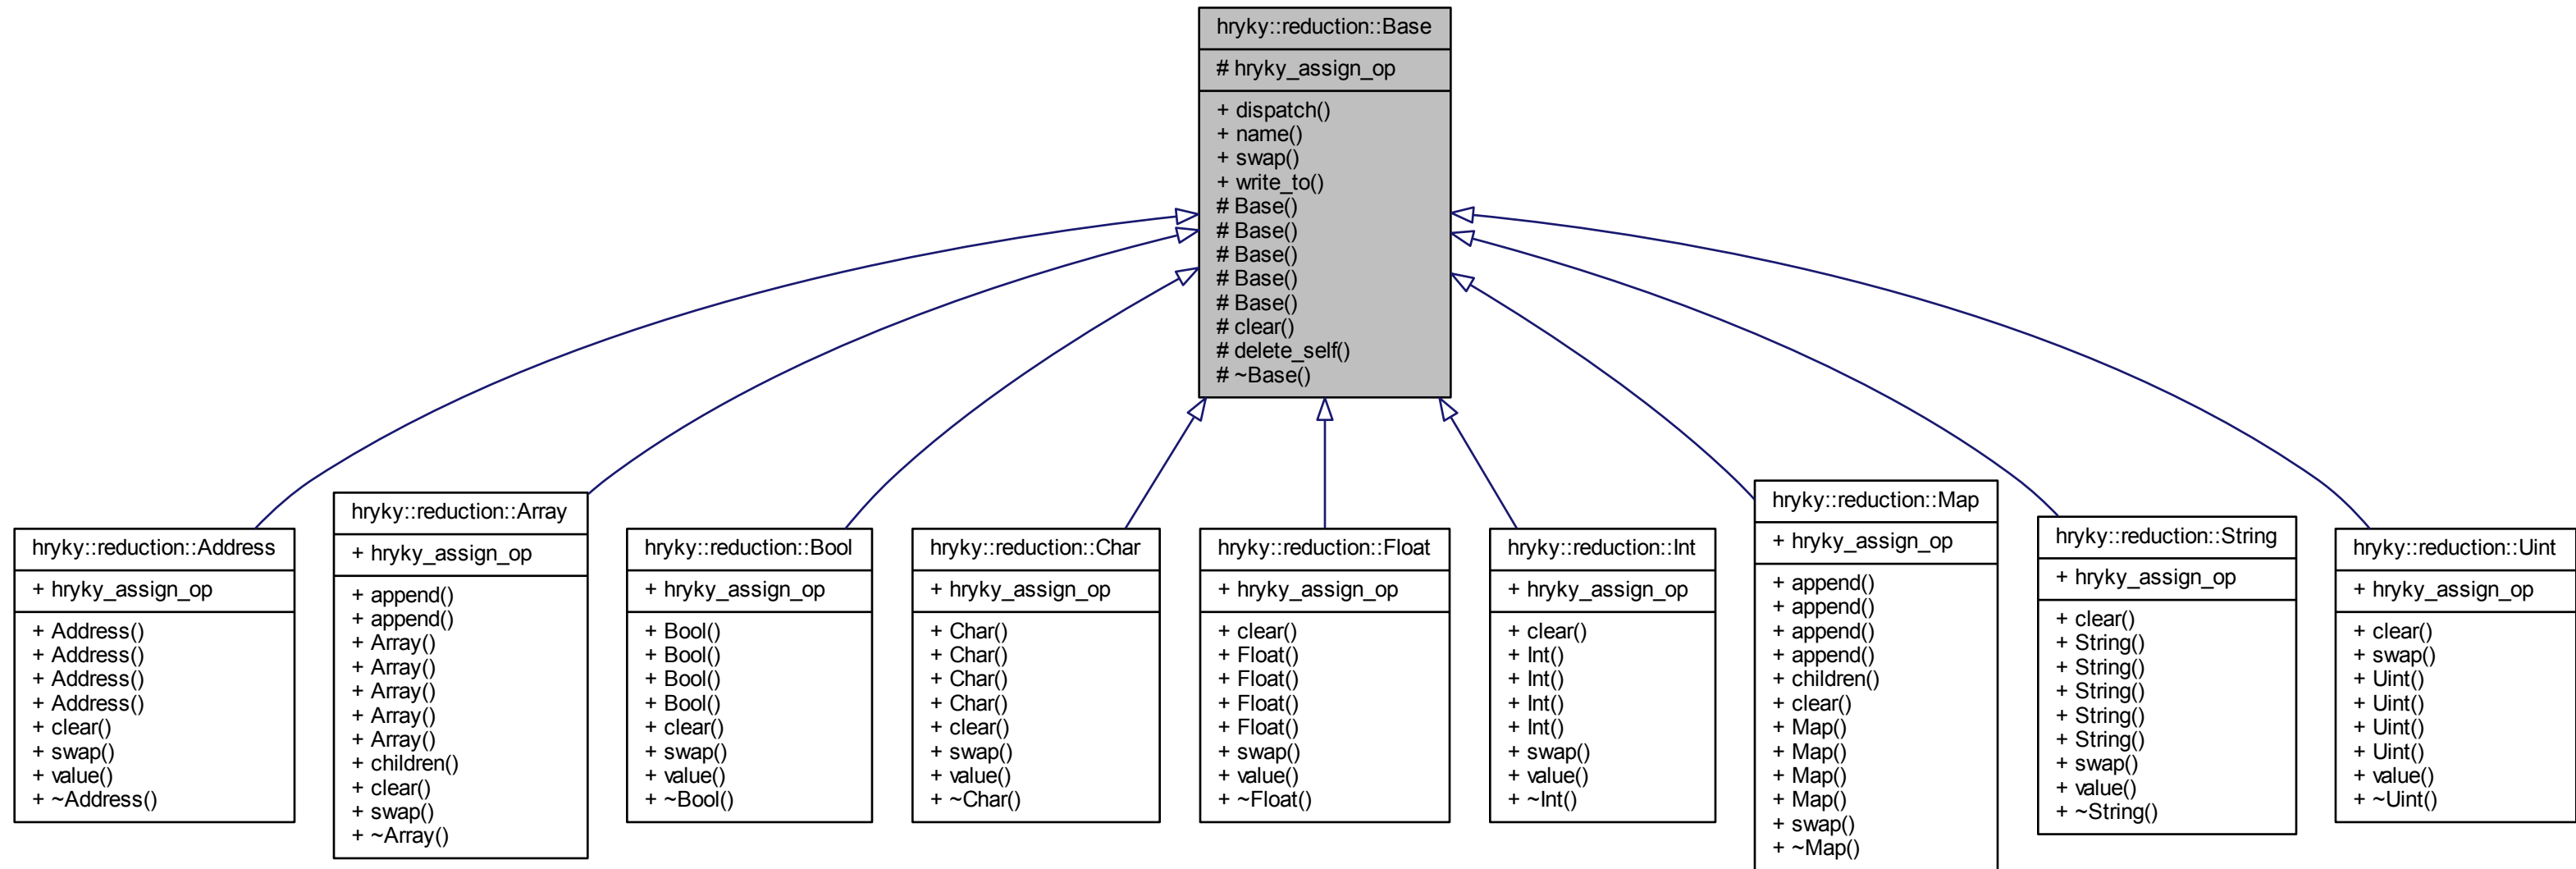 hryky::reduction::Base
# hryky_assign_op
+ dispatch()
+ name()
+ swap()
+ write_to()
# Base()
# Base()
# Base()
# Base()
# Base()
# clear()
# delete_self()
# ~Base()
hryky::reduction::Address
+ hryky_assign_op
+ Address()
+ Address()
+ Address()
+ Address()
+ clear()
+ swap()
+ value()
+ ~Address()
hryky::reduction::Array
+ hryky_assign_op
+ append()
+ append()
+ Array()
+ Array()
+ Array()
+ Array()
+ Array()
+ children()
+ clear()
+ swap()
+ ~Array()
hryky::reduction::Bool
+ hryky_assign_op
+ Bool()
+ Bool()
+ Bool()
+ Bool()
+ clear()
+ swap()
+ value()
+ ~Bool()
hryky::reduction::Char
+ hryky_assign_op
+ Char()
+ Char()
+ Char()
+ Char()
+ clear()
+ swap()
+ value()
+ ~Char()
hryky::reduction::Float
+ hryky_assign_op
+ clear()
+ Float()
+ Float()
+ Float()
+ Float()
+ swap()
+ value()
+ ~Float()
hryky::reduction::Int
+ hryky_assign_op
+ clear()
+ Int()
+ Int()
+ Int()
+ Int()
+ swap()
+ value()
+ ~Int()
hryky::reduction::Map
+ hryky_assign_op
+ append()
+ append()
+ append()
+ append()
+ children()
+ clear()
+ Map()
+ Map()
+ Map()
+ Map()
+ swap()
+ ~Map()
hryky::reduction::String
+ hryky_assign_op
+ clear()
+ String()
+ String()
+ String()
+ String()
+ String()
+ swap()
+ value()
+ ~String()
hryky::reduction::Uint
+ hryky_assign_op
+ clear()
+ swap()
+ Uint()
+ Uint()
+ Uint()
+ Uint()
+ value()
+ ~Uint()